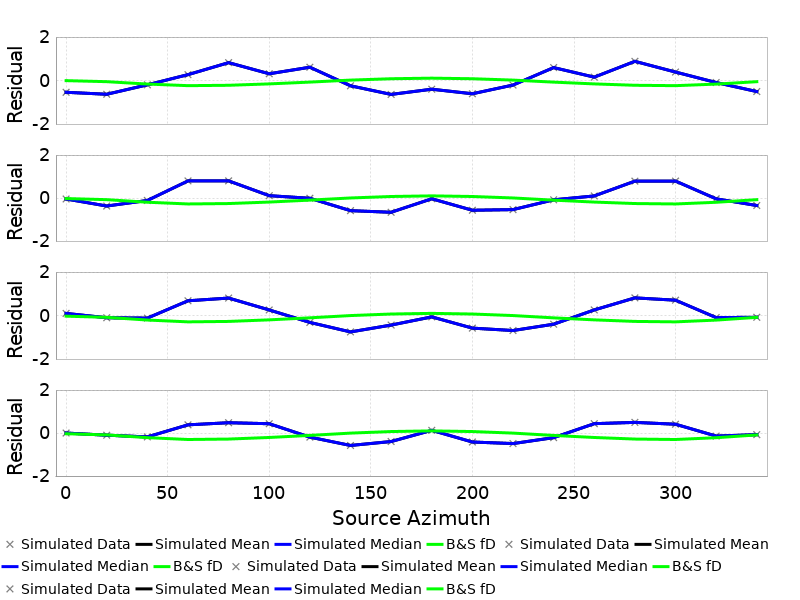 2
0
-2
Residual
2
0
-2
Residual
2
0
-2
Residual
2
0
-2
Residual
0 50 100 150 200 250 300
Source Azimuth
× Simulated Data Simulated Mean Simulated Median B&S fD × Simulated Data Simulated Mean
Simulated Median B&S fD × Simulated Data Simulated Mean Simulated Median B&S fD
× Simulated Data Simulated Mean Simulated Median B&S fD